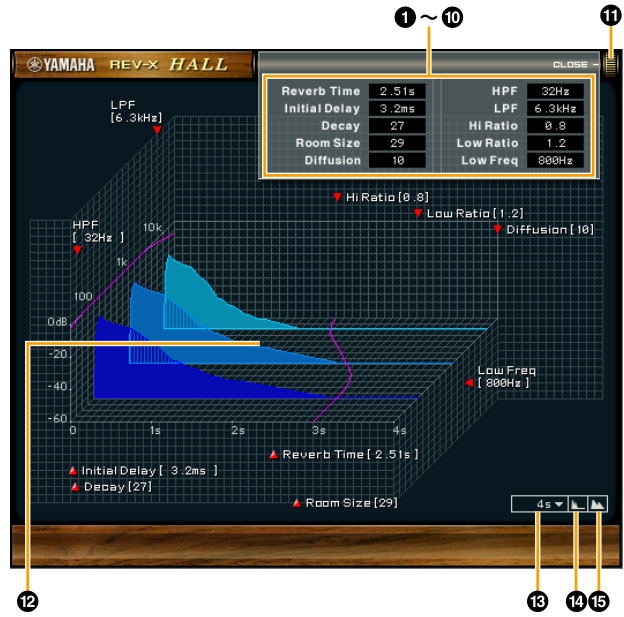 ❶～❿
⓫
YAMAHA REV-X HALL
CLOSE –
Reverb Time 2.51s HPF 32Hz
Initial Delay 3.2ms LPF 6.3kHz
Decay 27 Hi Ratio 0.8
Room Size 29 Low Ratio 1.2
Diffusion 10 Low Freq 800Hz
LPF
[6.3kHz]
Hi Ratio[0.8]
Low Ratio[1.2]
Diffusion[10]
HPF
[ 32Hz ]
10k
1k
100
0dB
-20
-40
-60
0 1s 2s 3s 4s
Low Freq
[ 800Hz ]
Reverb Time[ 2.51s ]
Initial Delay[ 3.2ms ]
Decay[27]
Room Size[29]
4s
⓬ ⓭ ⓮ ⓯